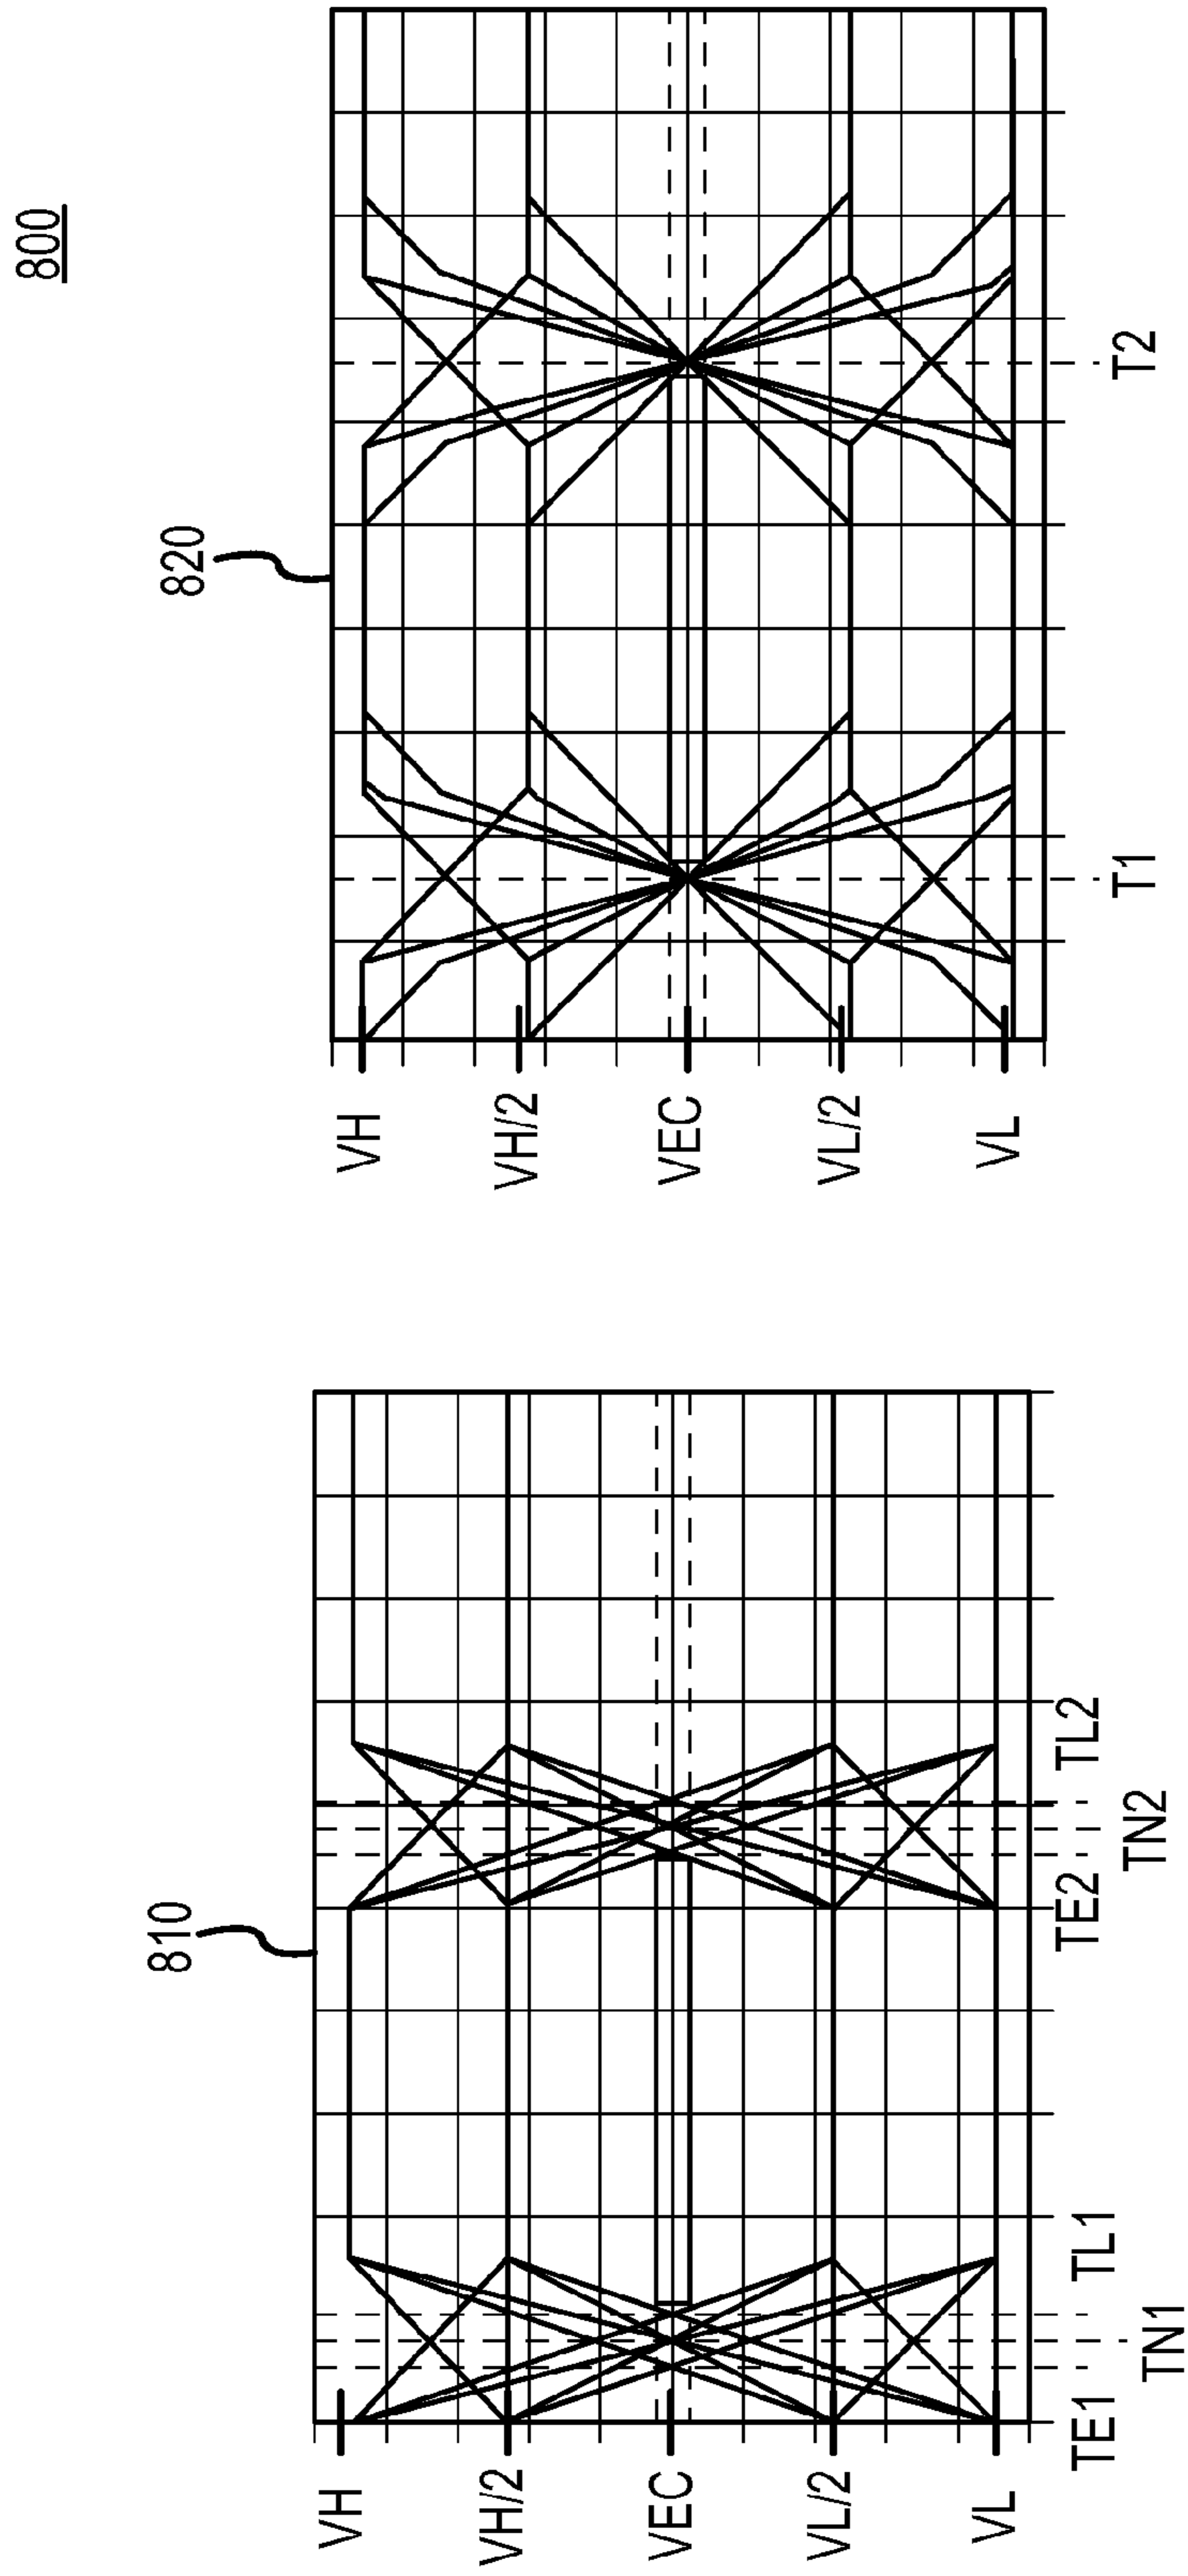 800
810
VH
VH/2
VEC
VL/2
VL
TE1
TN1
TL1
TE2
TN2
TL2
820
VH
VH/2
VEC
VL/2
VL
T1
T2